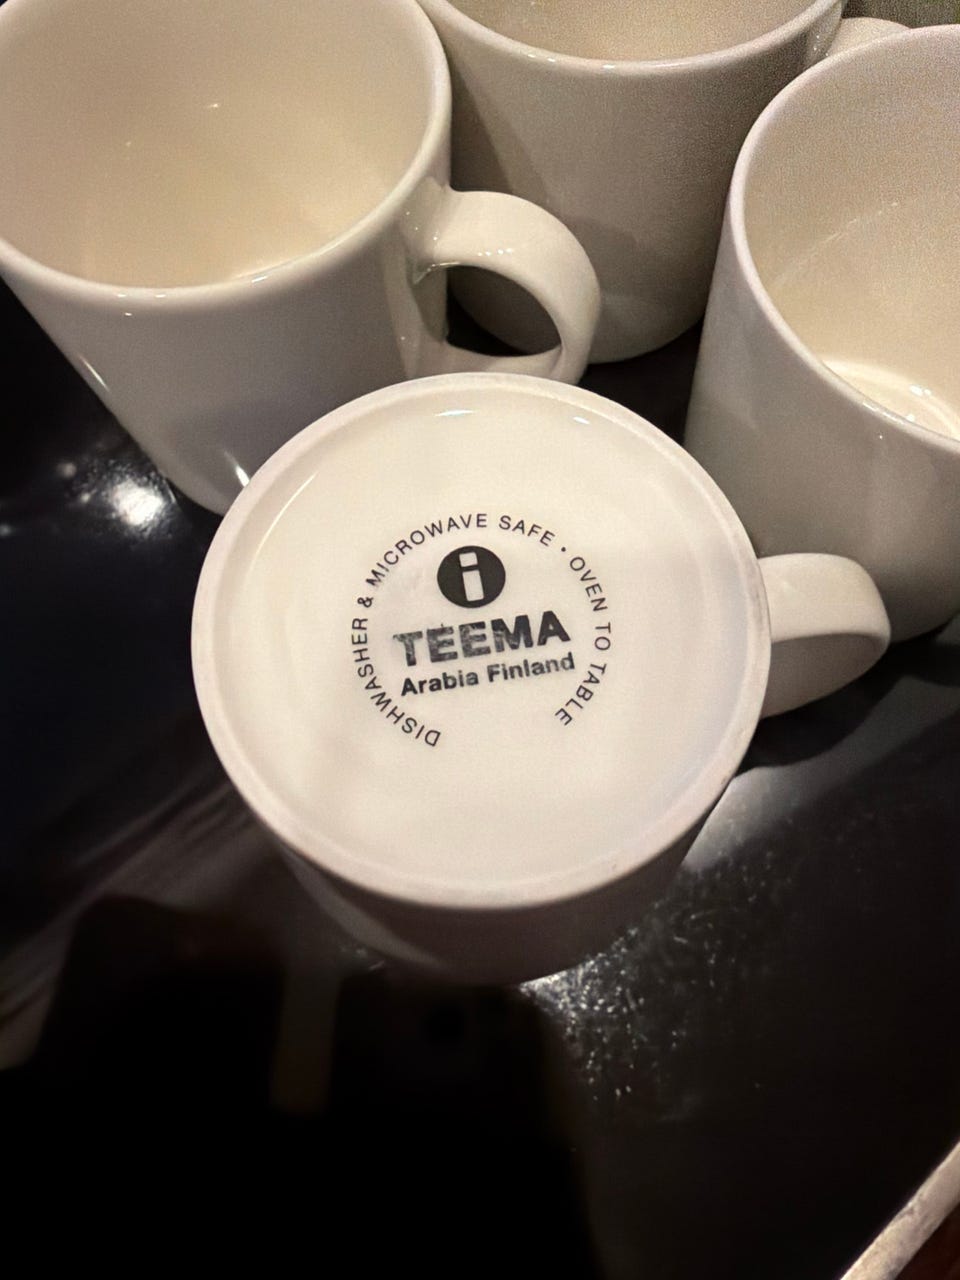 DISHWASHER & MICROWAVE SAFE · OVEN TO TABLE
i
TEEMA
Arabia Finland